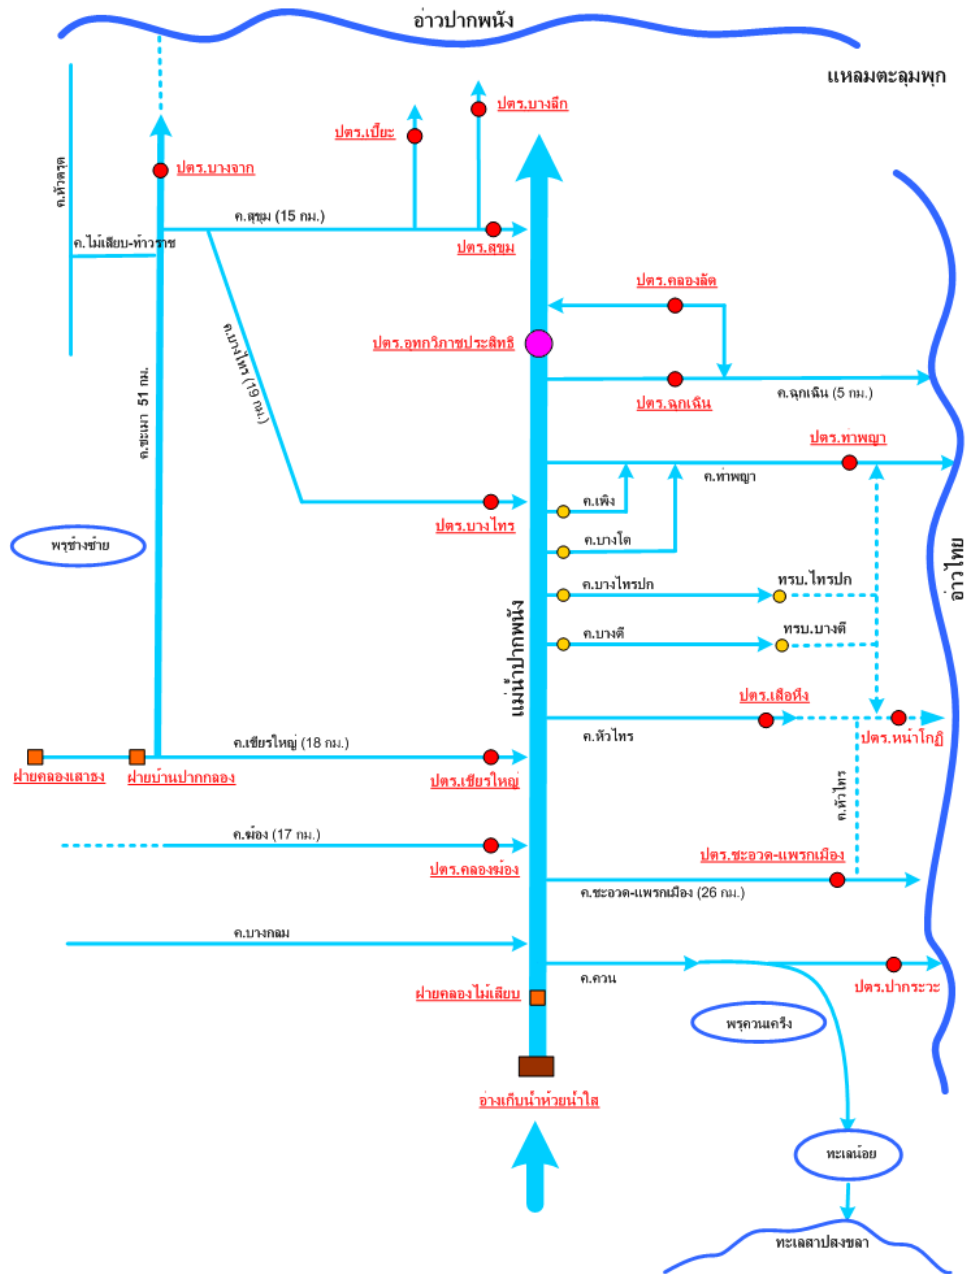 อ่าวปากพนัง
แหลมตะลุมพุก
ปตร.บางฉึก
ปตร.เปี๊ยะ
ปตร.บางจาก
ค.หัวตรุด
ค.สุขุม (15 กม.)
ค.ไม้เสียบ-ท้าวราช
ปตร.สุขุม
ปตร.คลองลัด
ปตร.อุทกวิภาชประสิทธิ
ค.บางไทร (19 กม.)
ค.ชะเมา 51 กม.
ค.ฉุกเฉิน (5 กม.)
ปตร.ฉุกเฉิน
ปตร.ท่าพญา
ค.ท่าพญา
ค.เพิง
ปตร.บางไทร
ค.บางโด
พรุช้างซ้าย
อ่าวไทย
ค.บางไทรปก
ทรบ.ไทรปก
ค.บางตี
ทรบ.บางตี
แม่น้ำปากพนัง
ปตร.เสือหึง
ค.หัวไทร
ปตร.หน้าโกฏิ
ค.เชียรใหญ่ (18 กม.)
ฝายคลองเสาธง
ฝายบ้านปากกลอง
ปตร.เชียรใหญ่
ค.หัวไทร
ค.ฆ้อง (17 กม.)
ปตร.คลองฆ้อง
ปตร.ชะอวด-แพรกเมือง
ค.ชะอวด-แพรกเมือง (26 กม.)
ค.บางกลม
ค.ควน
ปตร.ปากระวะ
ฝายคลองไม้เสียบ
พรุควนเคร็ง
อ่างเก็บน้ำห้วยน้ำใส
ทะเลน้อย
ทะเลสาปสงขลา